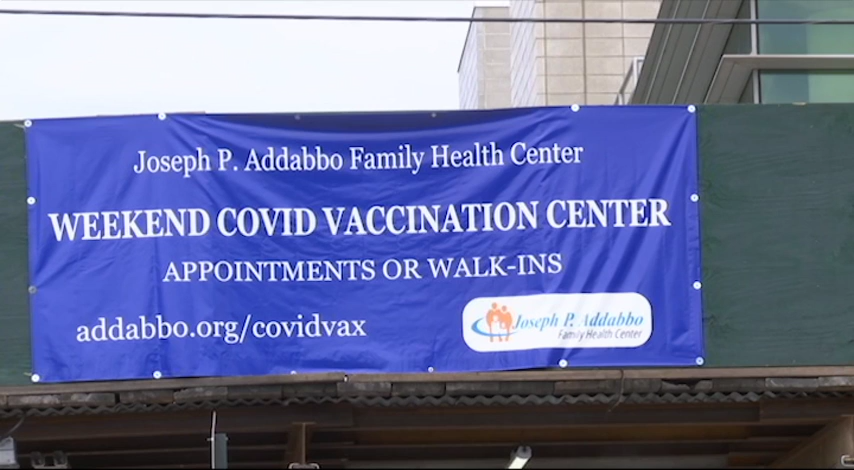 Joseph P. Addabbo Family Health Center
WEEKEND COVID VACCINATION CENTER
APPOINTMENTS OR WALK-INS
addabbo.org/covidvax
Joseph P. Addabbo
Family Health Center